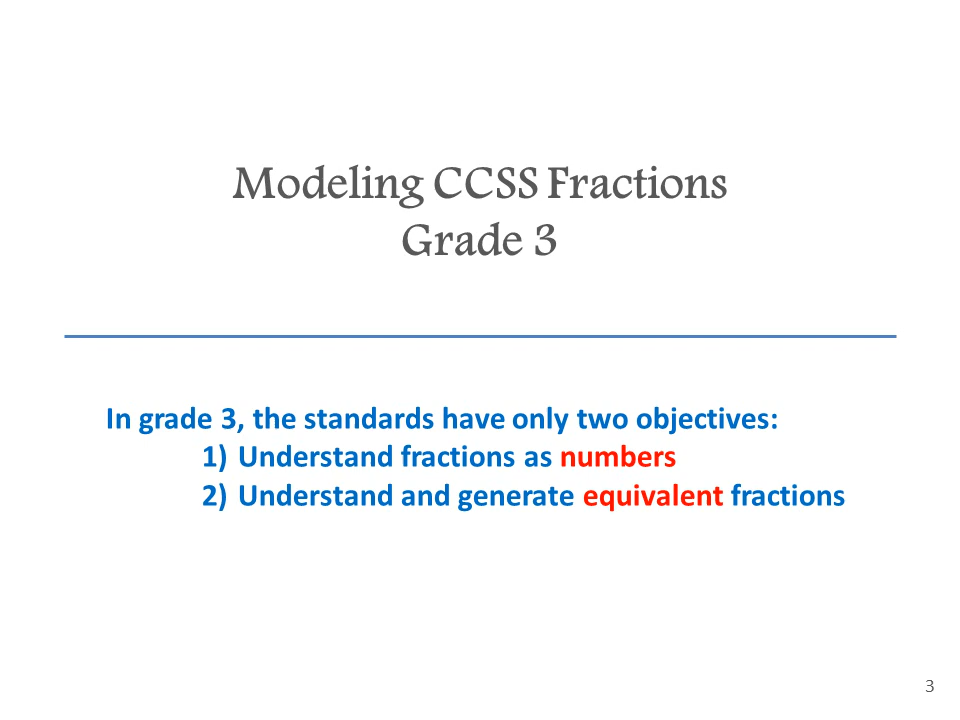 Modeling CCSS Fractions
Grade 3
In grade 3, the standards have only two objectives:
1) Understand fractions as numbers
2) Understand and generate equivalent fractions
3